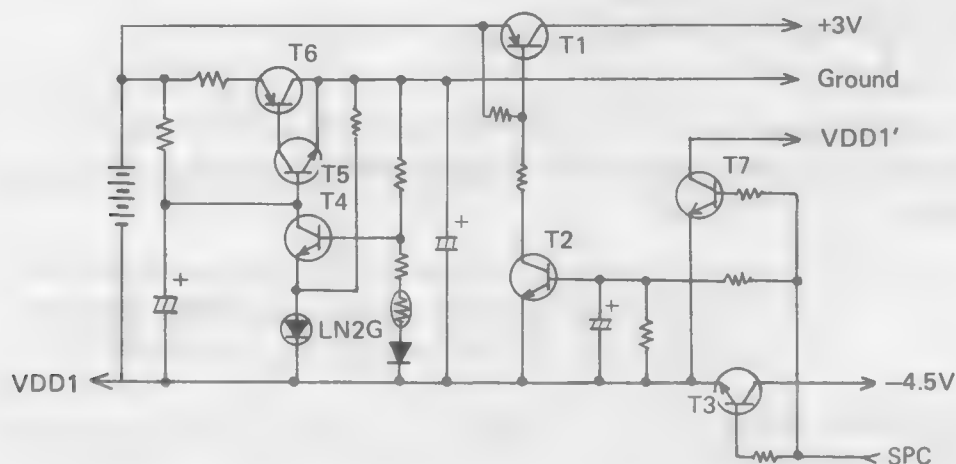 T1
+3V
T6
Ground
VDD1'
T5
T7
T4
T2
+
+
+
LN2G
VDD1
T3
—4.5V
SPC